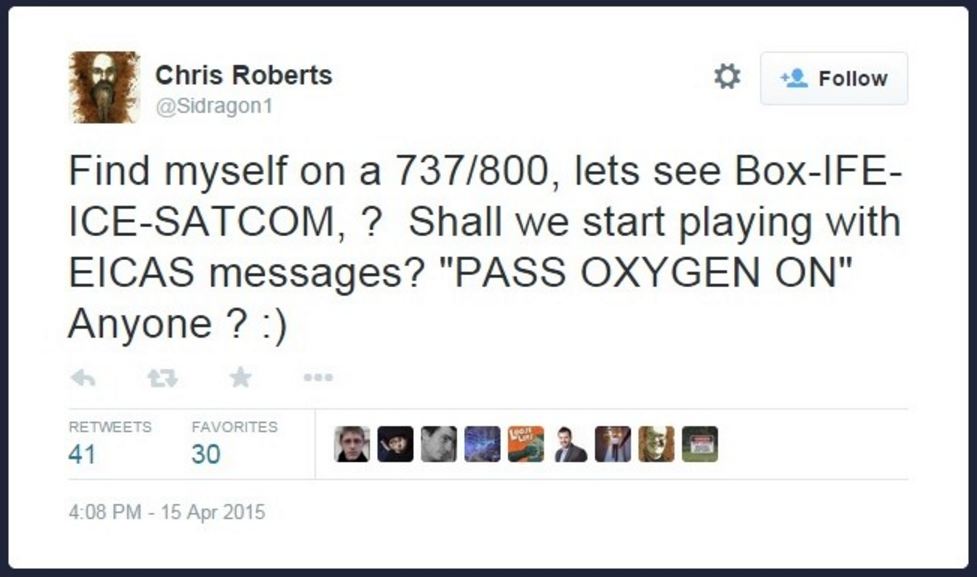 Chris Roberts
@Sidragon1
Follow
Find myself on a 737/800, lets see Box-IFE-
ICE-SATCOM, ?  Shall we start playing with
EICAS messages? "PASS OXYGEN ON"
Anyone ? :)
RETWEETS FAVORITES
41 30
4:08 PM - 15 Apr 2015